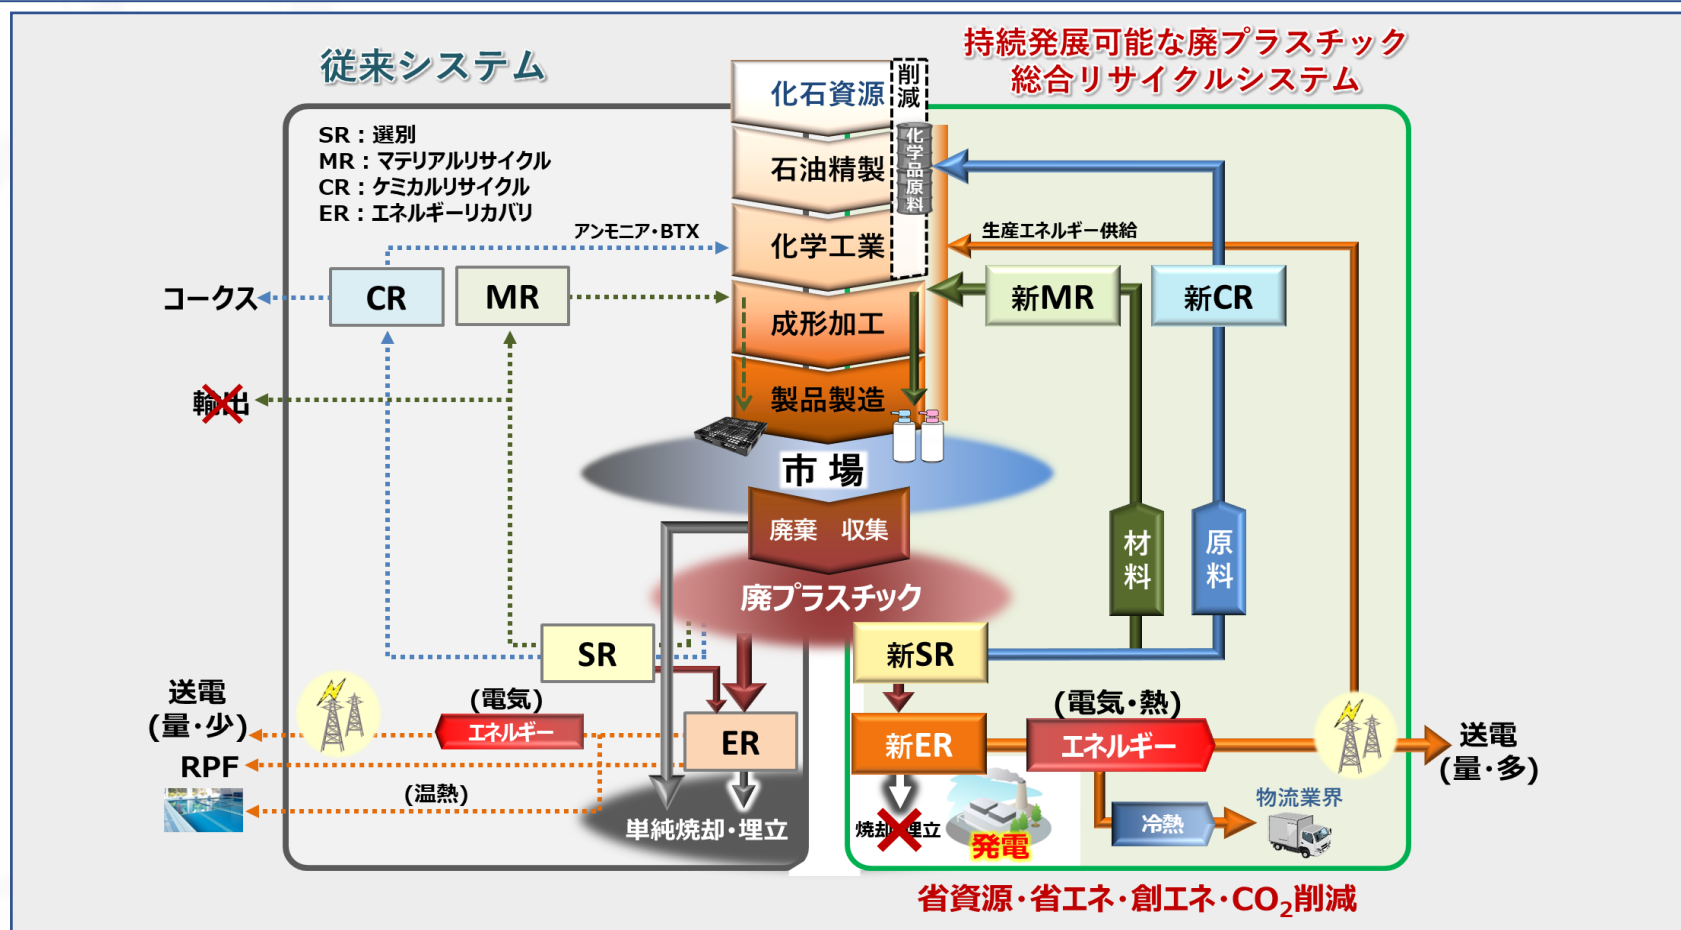 従来システム
持続発展可能な廃プラスチック
総合リサイクルシステム
SR：選別
MR：マテリアルリサイクル
CR：ケミカルリサイクル
ER：エネルギーリカバリ
化石資源
削減
石油精製
化学品原料
化学工業
成形加工
製品製造
アンモニア・BTX
生産エネルギー供給
コークス
CR
MR
新MR
新CR
輸出
市場
廃棄 収集
廃プラスチック
材料
原料
SR
新SR
送電
(量・少)
(電気)
エネルギー
ER
新ER
(電気・熱)
エネルギー
送電
(量・多)
RPF
(温熱)
単純焼却・埋立
焼却・埋立
発電
冷熱
物流業界
省資源・省エネ・創エネ・CO2削減